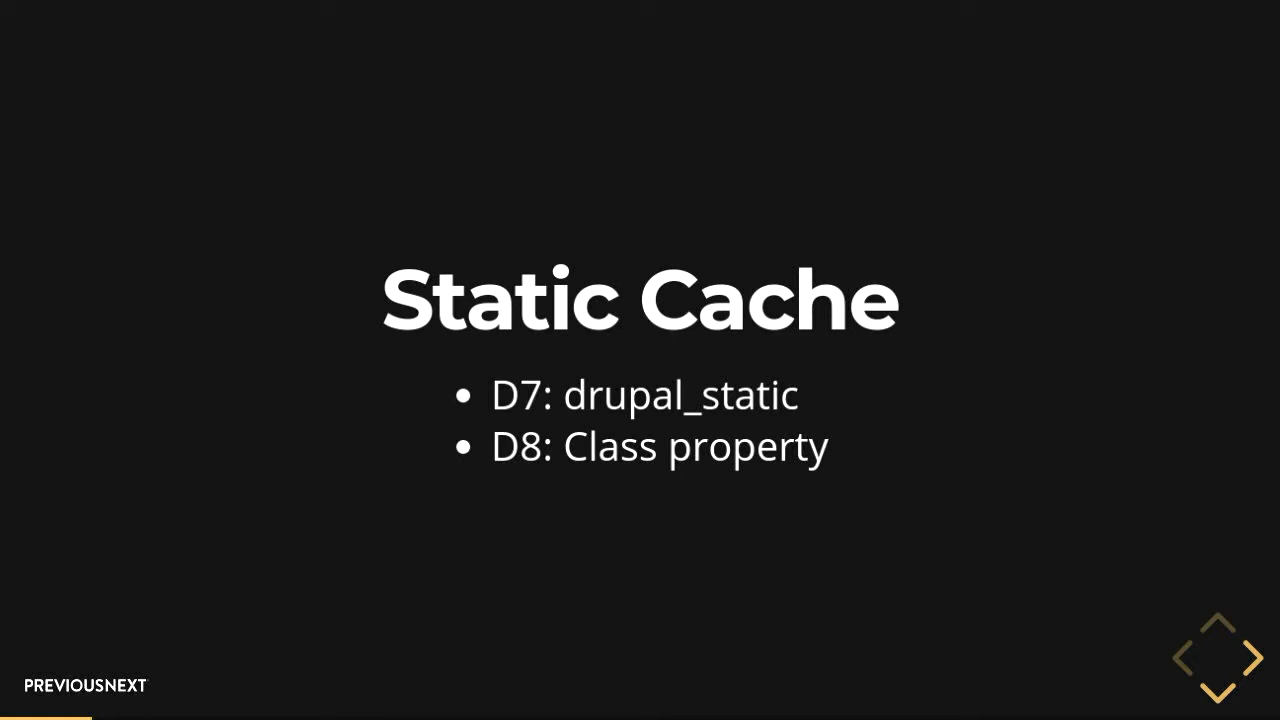 Static Cache
• D7: drupal_static
• D8: Class property
PREVIOUSNEXT